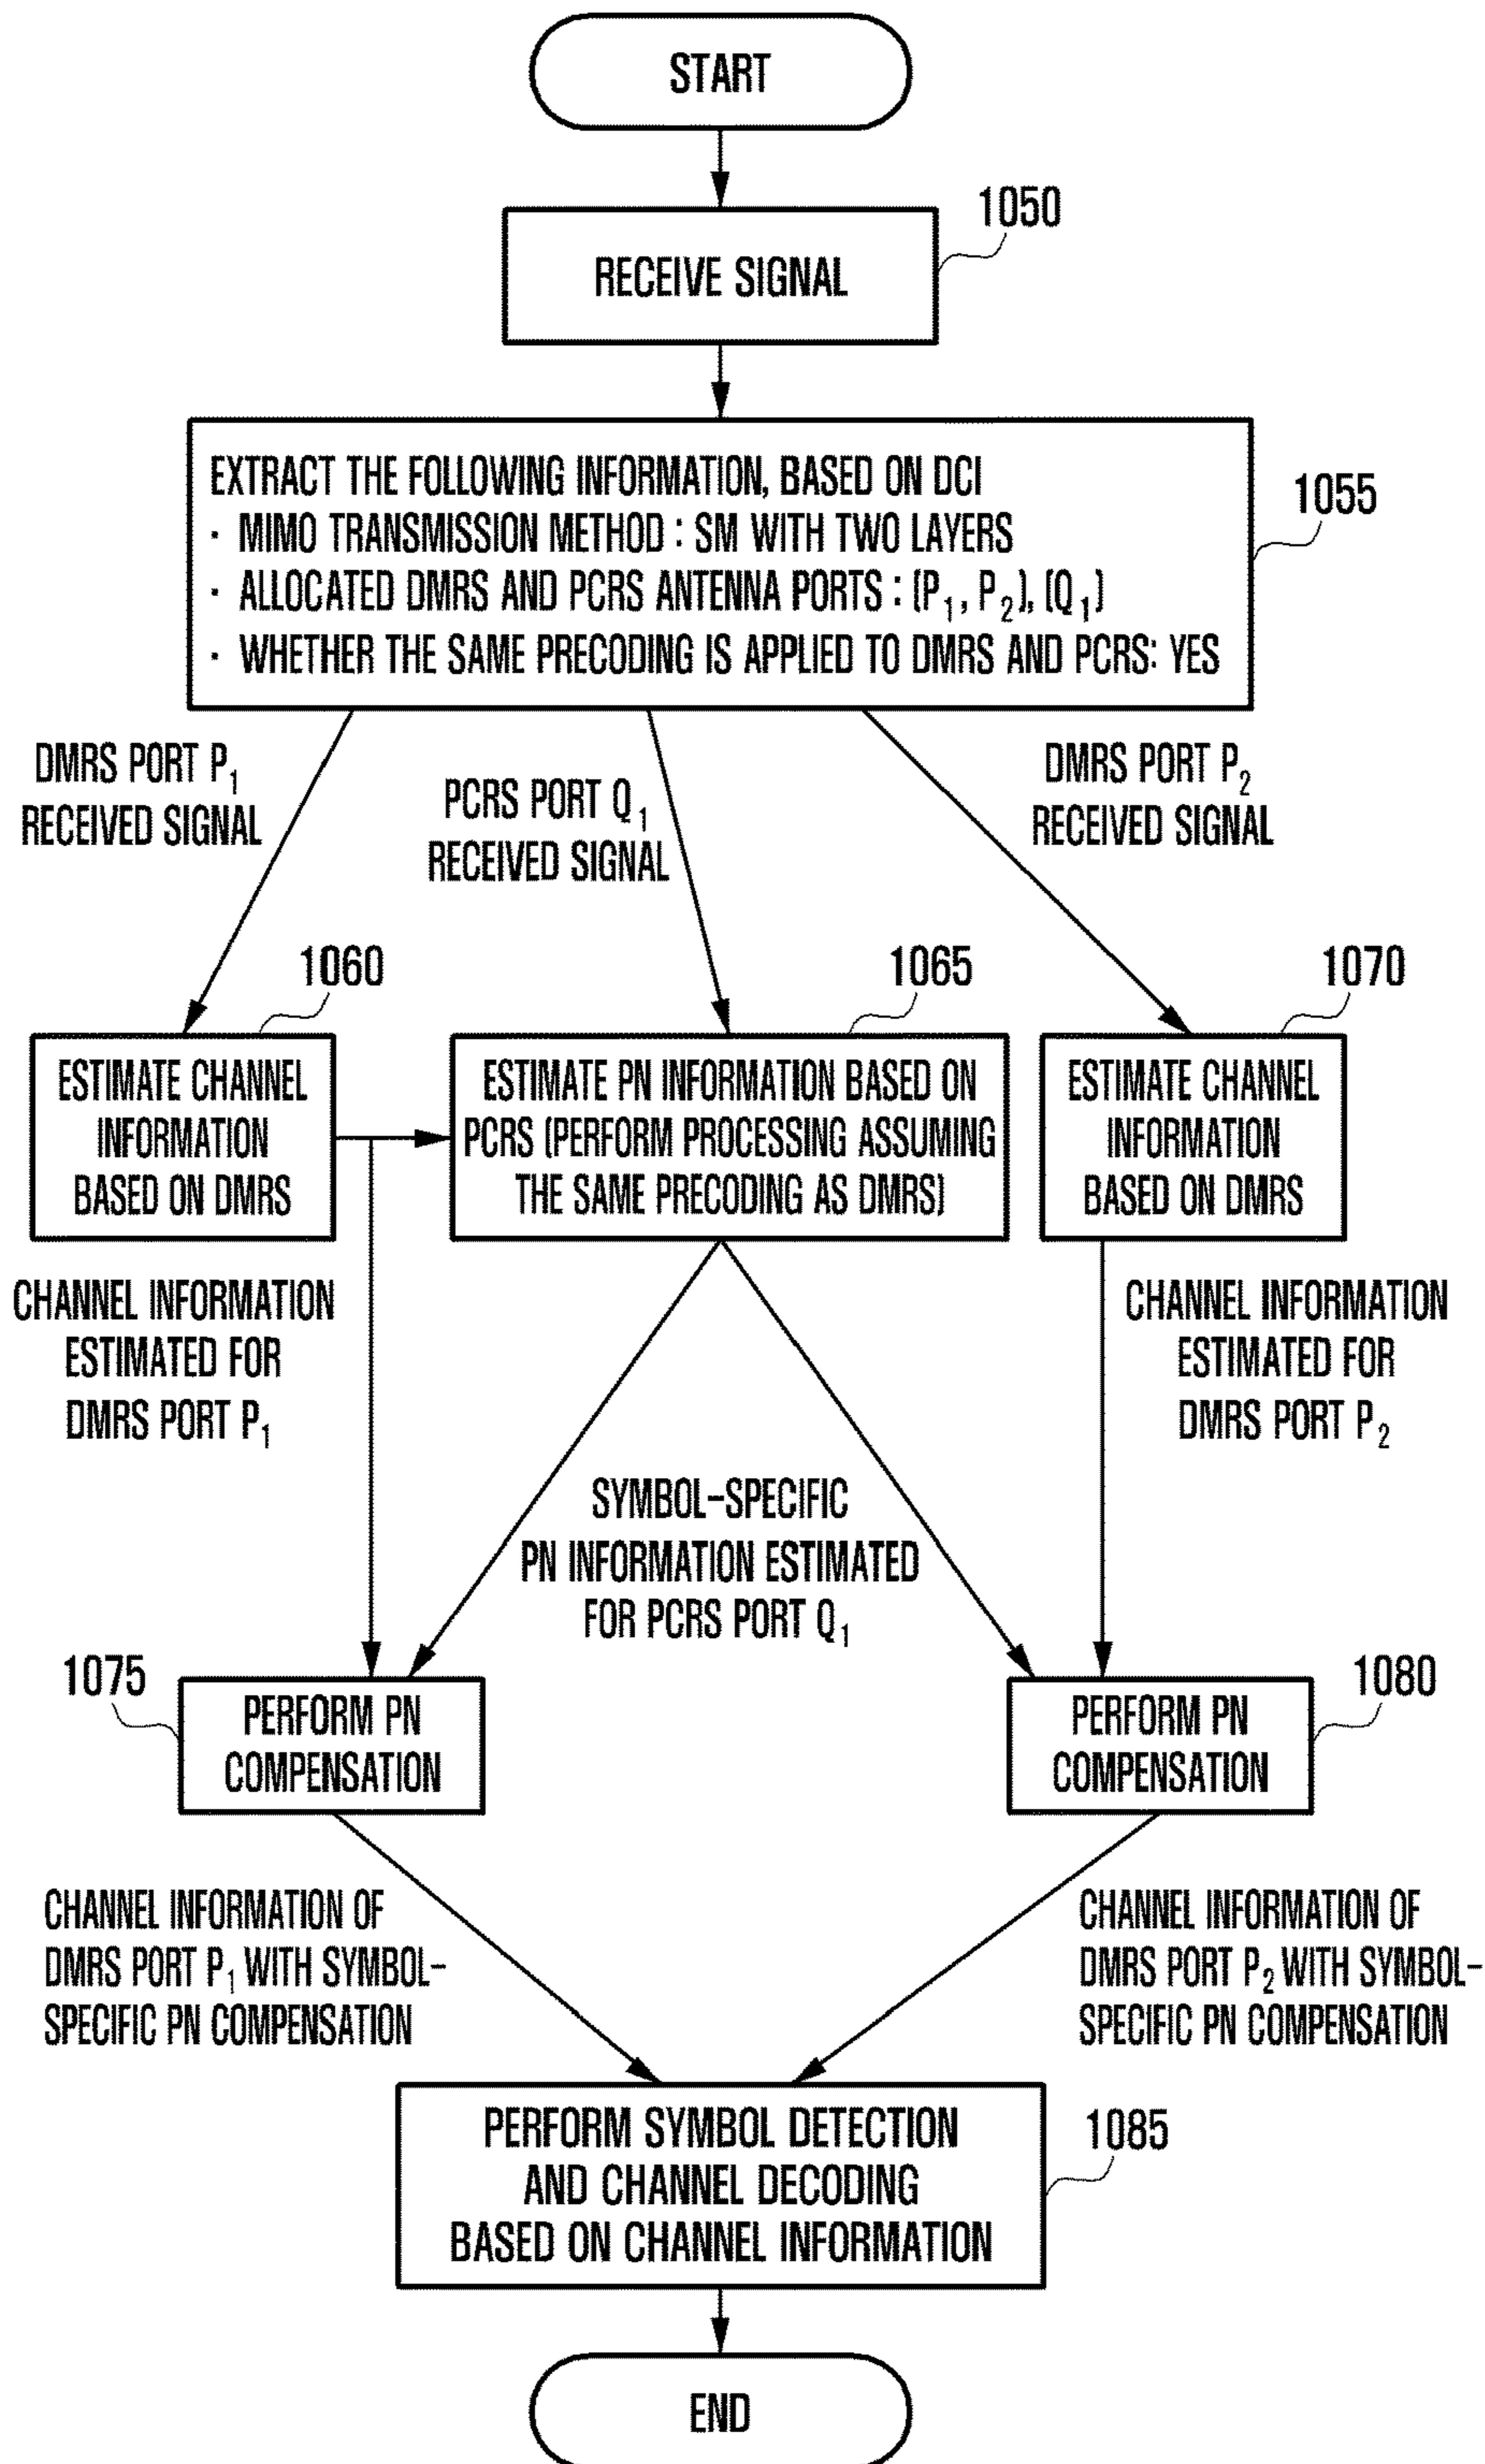 START
1050
RECEIVE SIGNAL
EXTRACT THE FOLLOWING INFORMATION, BASED ON DCI
· MIMO TRANSMISSION METHOD : SM WITH TWO LAYERS
· ALLOCATED DMRS AND PCRS ANTENNA PORTS : (P1, P2), (Q1)
· WHETHER THE SAME PRECODING IS APPLIED TO DMRS AND PCRS: YES
1055
DMRS PORT P1
RECEIVED SIGNAL
PCRS PORT Q1
RECEIVED SIGNAL
DMRS PORT P2
RECEIVED SIGNAL
1060
ESTIMATE CHANNEL
INFORMATION
BASED ON DMRS
1065
ESTIMATE PN INFORMATION BASED ON
PCRS (PERFORM PROCESSING ASSUMING
THE SAME PRECODING AS DMRS)
1070
ESTIMATE CHANNEL
INFORMATION
BASED ON DMRS
CHANNEL INFORMATION
ESTIMATED FOR
DMRS PORT P1
CHANNEL INFORMATION
ESTIMATED FOR
DMRS PORT P2
SYMBOL-SPECIFIC
PN INFORMATION ESTIMATED
FOR PCRS PORT Q1
1075
PERFORM PN
COMPENSATION
1080
PERFORM PN
COMPENSATION
CHANNEL INFORMATION OF
DMRS PORT P1 WITH SYMBOL-
SPECIFIC PN COMPENSATION
CHANNEL INFORMATION OF
DMRS PORT P2 WITH SYMBOL-
SPECIFIC PN COMPENSATION
PERFORM SYMBOL DETECTION
AND CHANNEL DECODING
BASED ON CHANNEL INFORMATION
1085
END